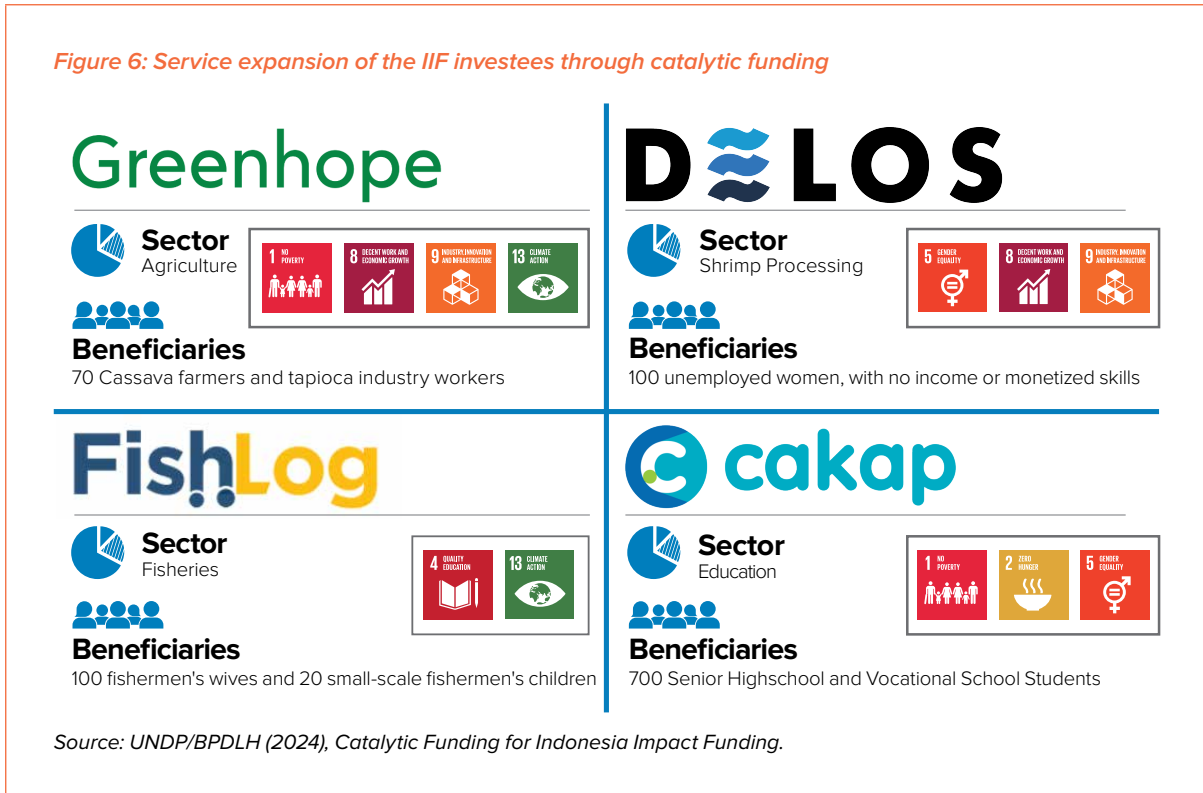 Figure 6: Service expansion of the IIF investees through catalytic funding
Greenhope
Sector
Agriculture
1 NO POVERTY
8 DECENT WORK AND ECONOMIC GROWTH
9 INDUSTRY, INNOVATION AND INFRASTRUCTURE
13 CLIMATE ACTION
Beneficiaries
70 Cassava farmers and tapioca industry workers
DELOS
Sector
Shrimp Processing
5 GENDER EQUALITY
8 DECENT WORK AND ECONOMIC GROWTH
9 INDUSTRY, INNOVATION AND INFRASTRUCTURE
Beneficiaries
100 unemployed women, with no income or monetized skills
FishLog
Sector
Fisheries
4 QUALITY EDUCATION
13 CLIMATE ACTION
Beneficiaries
100 fishermen's wives and 20 small-scale fishermen's children
cakap
Sector
Education
1 NO POVERTY
2 ZERO HUNGER
5 GENDER EQUALITY
Beneficiaries
700 Senior Highschool and Vocational School Students
Source: UNDP/BPDLH (2024), Catalytic Funding for Indonesia Impact Funding.